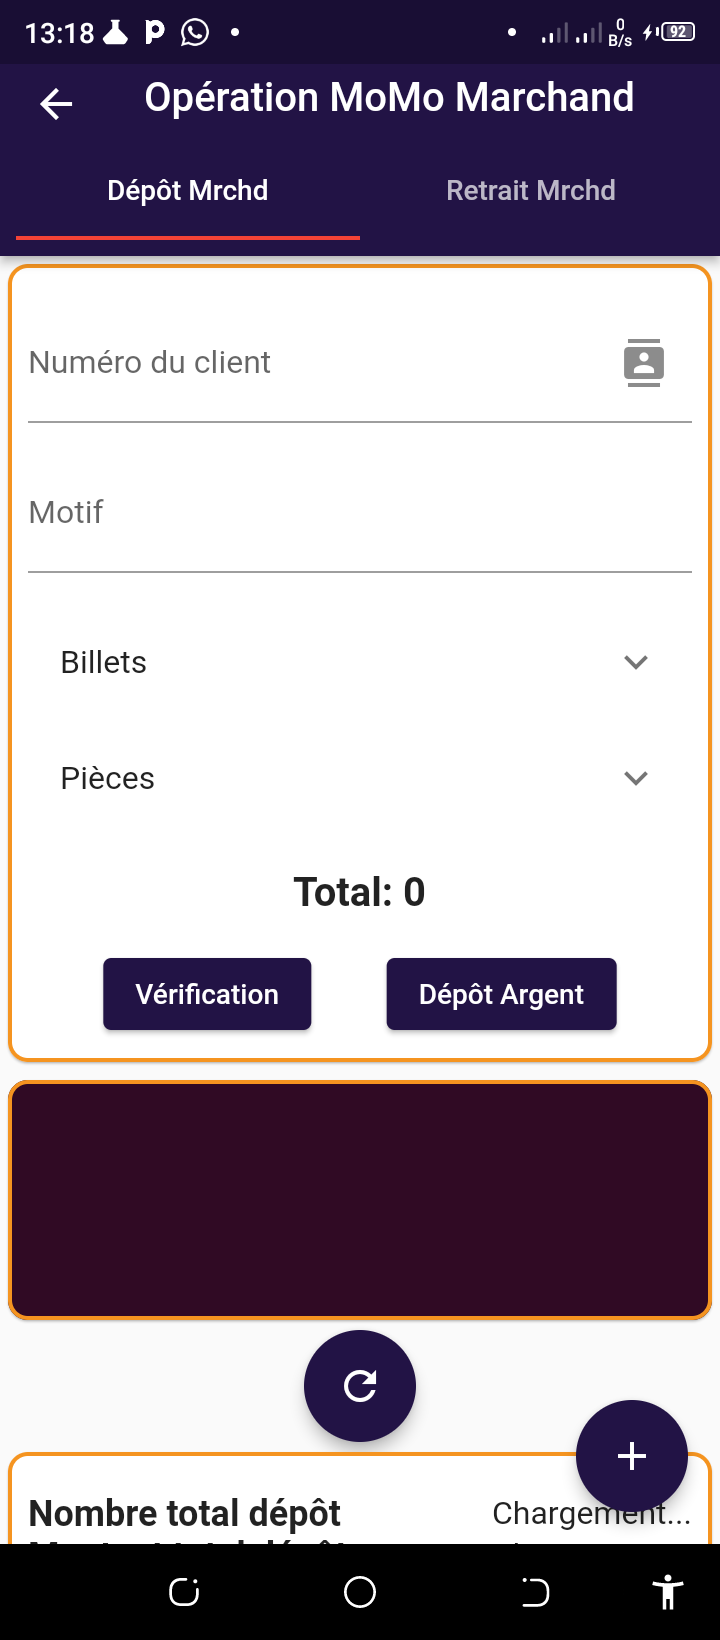 13:18
0
B/s
92
Opération MoMo Marchand
Dépôt Mrchd
Retrait Mrchd
Numéro du client
Motif
Billets
Pièces
Total: 0
Vérification
Dépôt Argent
Nombre total dépôt
Chargement...